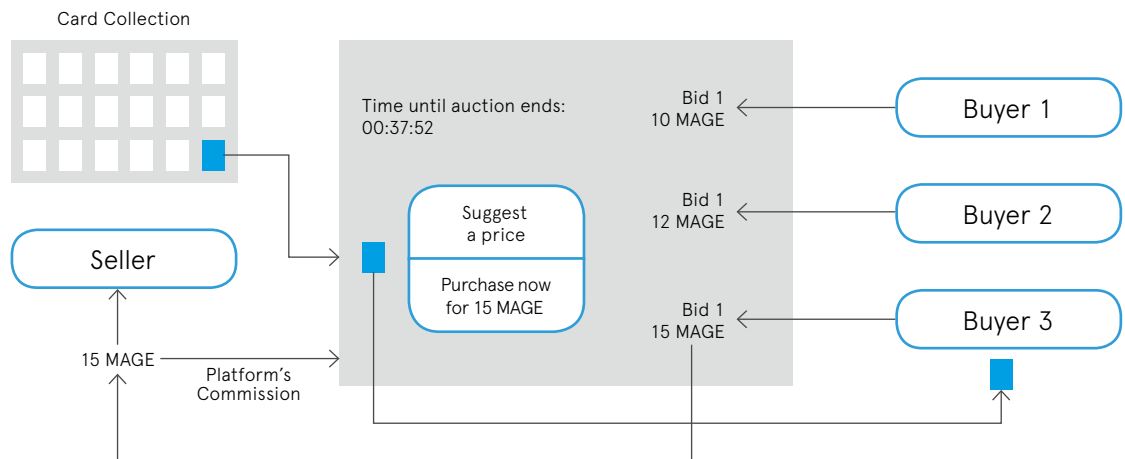 Card Collection
Time until auction ends:
00:37:52
Bid 1
10 MAGE
Buyer 1
Suggest
a price
Bid 1
12 MAGE
Buyer 2
Seller
Purchase now
for 15 MAGE
Bid 1
15 MAGE
Buyer 3
15 MAGE
Platform's
Commission